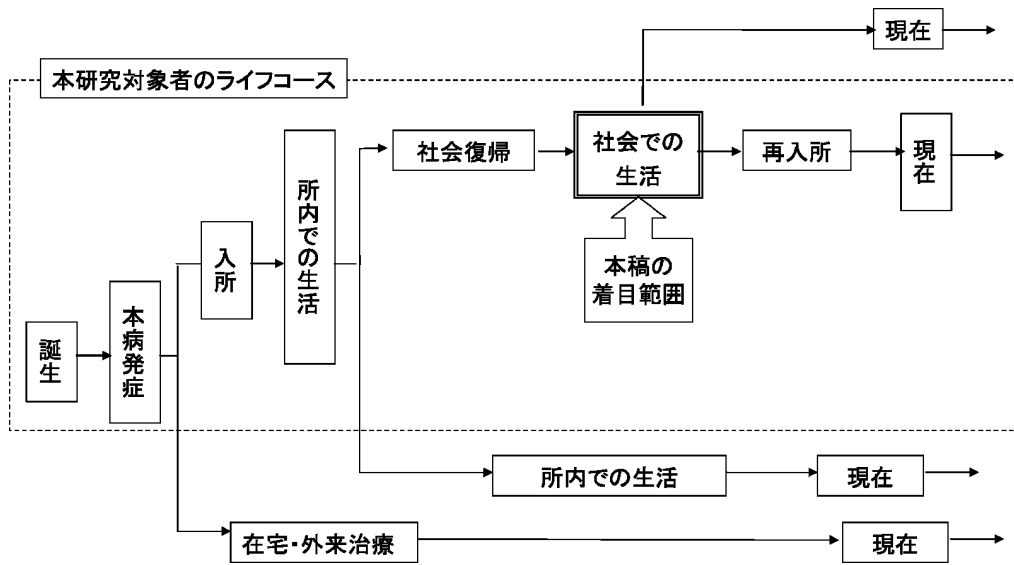 現在
本研究対象者のライフコース
社会復帰
社会での
生活
再入所
現在
所内での生活
入所
本稿の
着目範囲
本病発症
誕生
所内での生活
現在
在宅・外来治療
現在